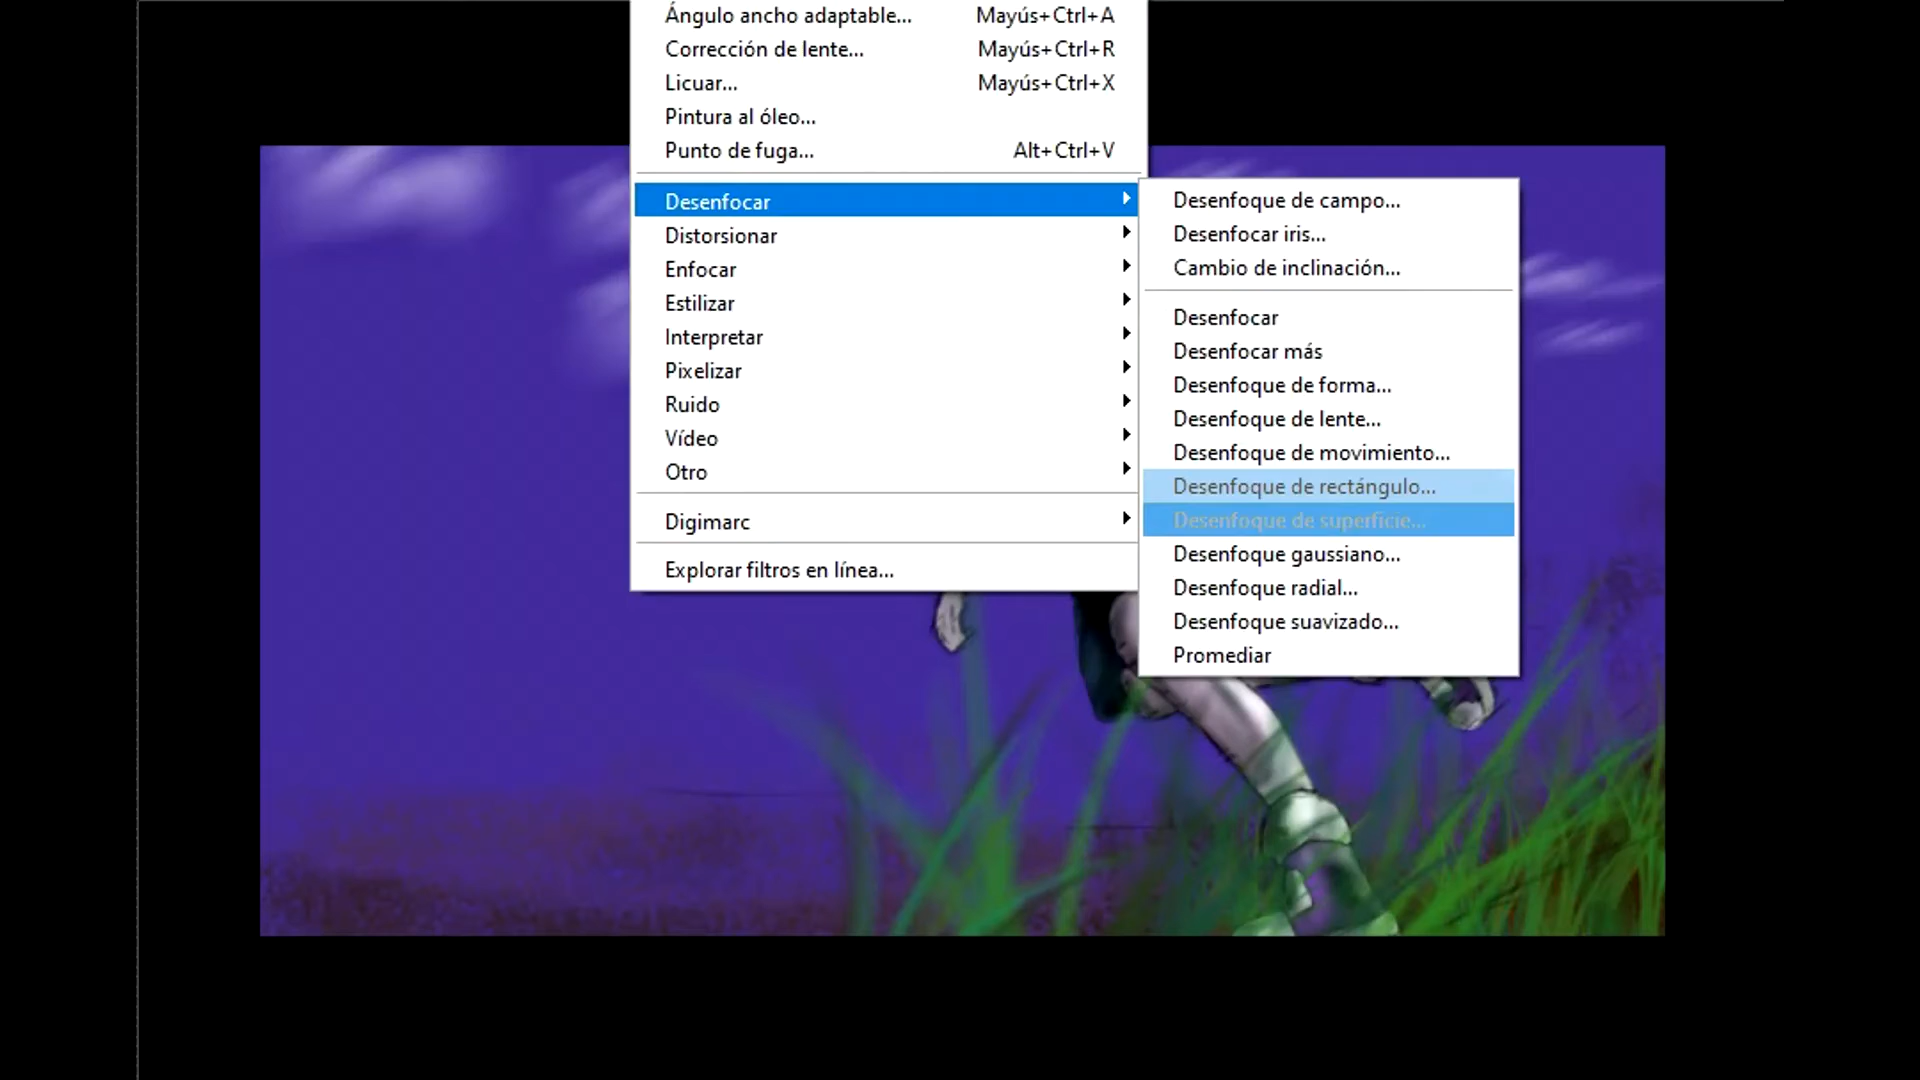 Ángulo ancho adaptable... Mayús+Ctrl+A
Corrección de lente... Mayús+Ctrl+R
Licuar... Mayús+Ctrl+X
Pintura al óleo...
Punto de fuga... Alt+Ctrl+V
Desenfocar
Distorsionar
Enfocar
Estilizar
Interpretar
Pixelizar
Ruido
Vídeo
Otro
Digimarc
Explorar filtros en línea...
Desenfoque de campo...
Desenfocar iris...
Cambio de inclinación...
Desenfocar
Desenfocar más
Desenfoque de forma...
Desenfoque de lente...
Desenfoque de movimiento...
Desenfoque de rectángulo...
Desenfoque de superficie...
Desenfoque gaussiano...
Desenfoque radial...
Desenfoque suavizado...
Promediar